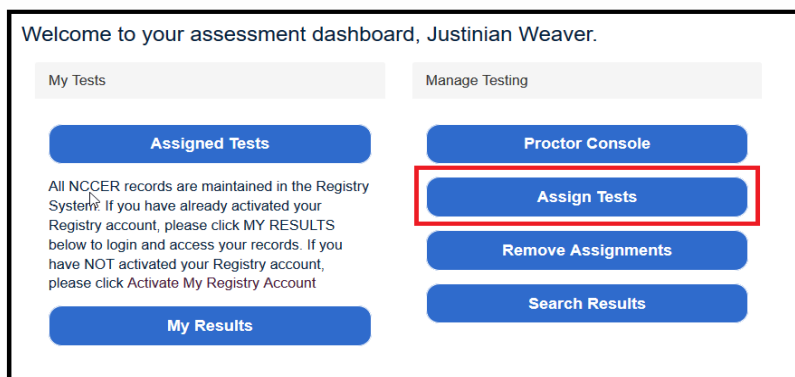 Welcome to your assessment dashboard, Justinian Weaver.
My Tests
Assigned Tests
All NCCER records are maintained in the Registry
System. If you have already activated your
Registry account, please click MY RESULTS
below to login and access your records. If you
have NOT activated your Registry account,
please click Activate My Registry Account
My Results
Manage Testing
Proctor Console
Assign Tests
Remove Assignments
Search Results